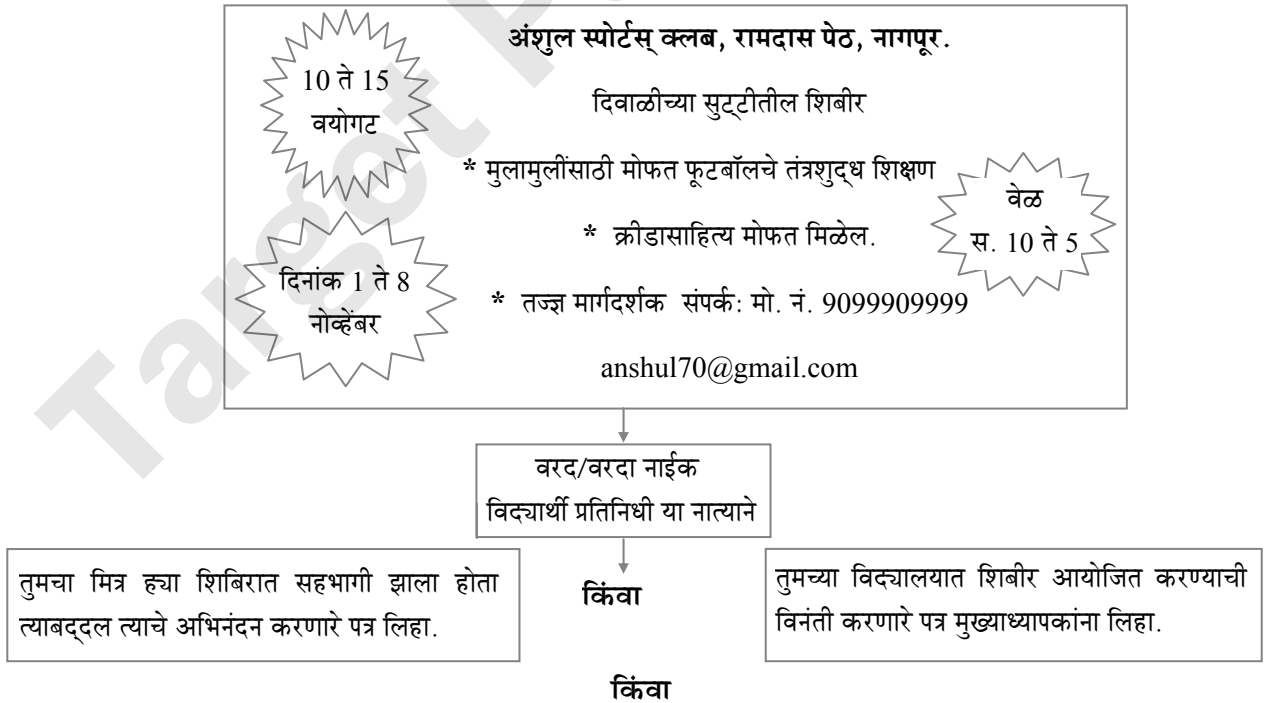 अंशुल स्पोर्टस् क्लब, रामदास पेठ, नागपूर.
10 ते 15
वयोगट
दिवाळीच्या सुट्टीतील शिबीर
* मुलामुलींसाठी मोफत फूटबॉलचे तंत्रशुद्ध शिक्षण
वेळ
स. 10 ते 5
* क्रीडासाहित्य मोफत मिळेल.
दिनांक 1 ते 8
नोव्हेंबर
* तज्ज्ञ मार्गदर्शक संपर्क: मो. नं. 9099909999
anshul70@gmail.com
वरद/वरदा नाईक
विद्यार्थी प्रतिनिधी या नात्याने
तुमचा मित्र ह्या शिबिरात सहभागी झाला होता
त्याबद्दल त्याचे अभिनंदन करणारे पत्र लिहा.
किंवा
तुमच्या विद्यालयात शिबीर आयोजित करण्याची
विनंती करणारे पत्र मुख्याध्यापकांना लिहा.
किंवा